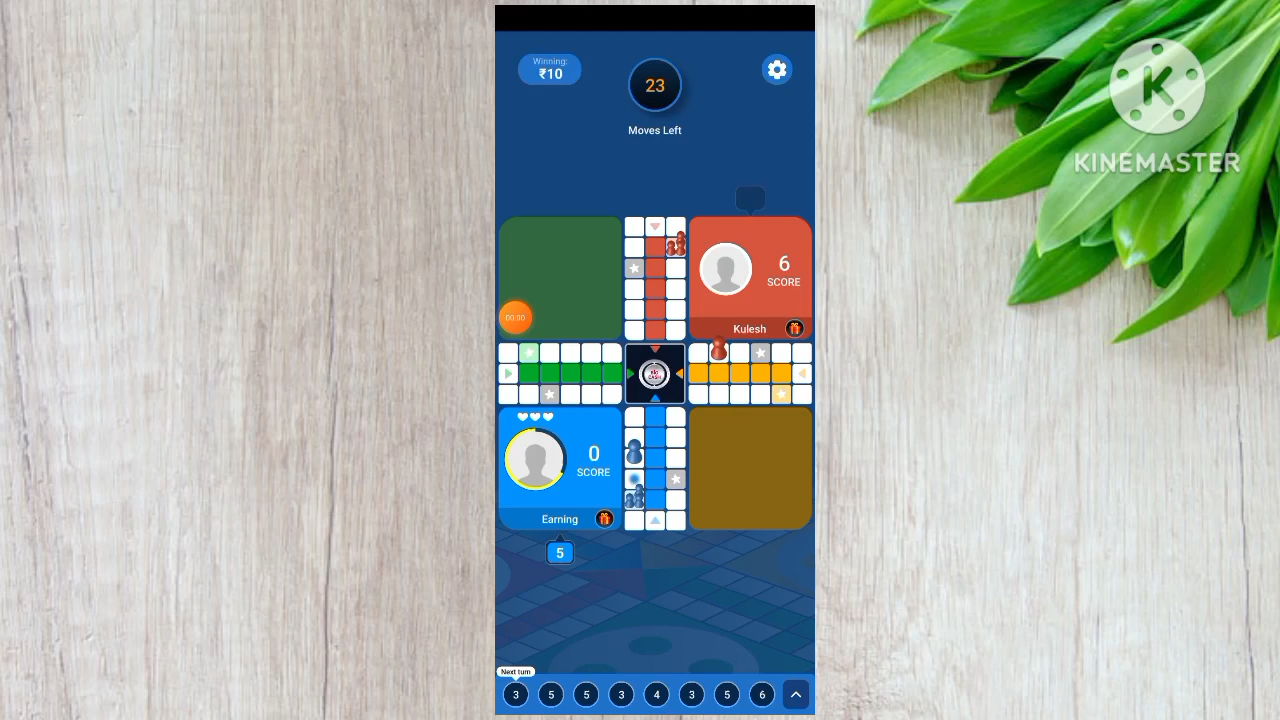 Winning:
₹10
23
Moves Left
KINEMASTER
6
SCORE
00:00
Kulesh
0
SCORE
Earning
5
Next turn
3 5 5 3 4 3 5 6